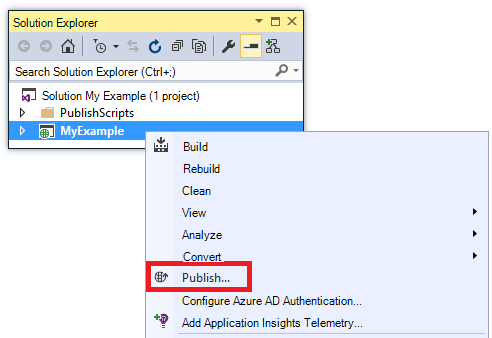 Solution Explorer
Search Solution Explorer (Ctrl+;)
Solution My Example (1 project)
PublishScripts
MyExample
Build
Rebuild
Clean
View
Analyze
Convert
Publish...
Configure Azure AD Authentication...
Add Application Insights Telemetry...